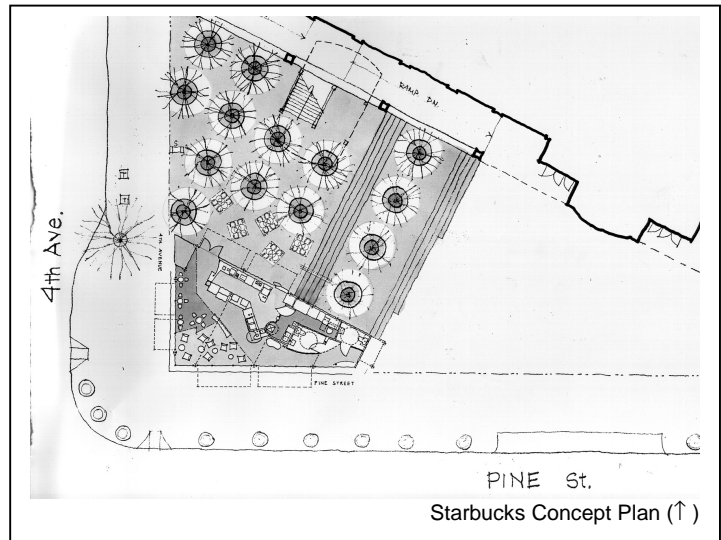 RAMP DN.
4th Ave.
4TH AVENUE
PINE STREET
PINE St.
Starbucks Concept Plan (↑)